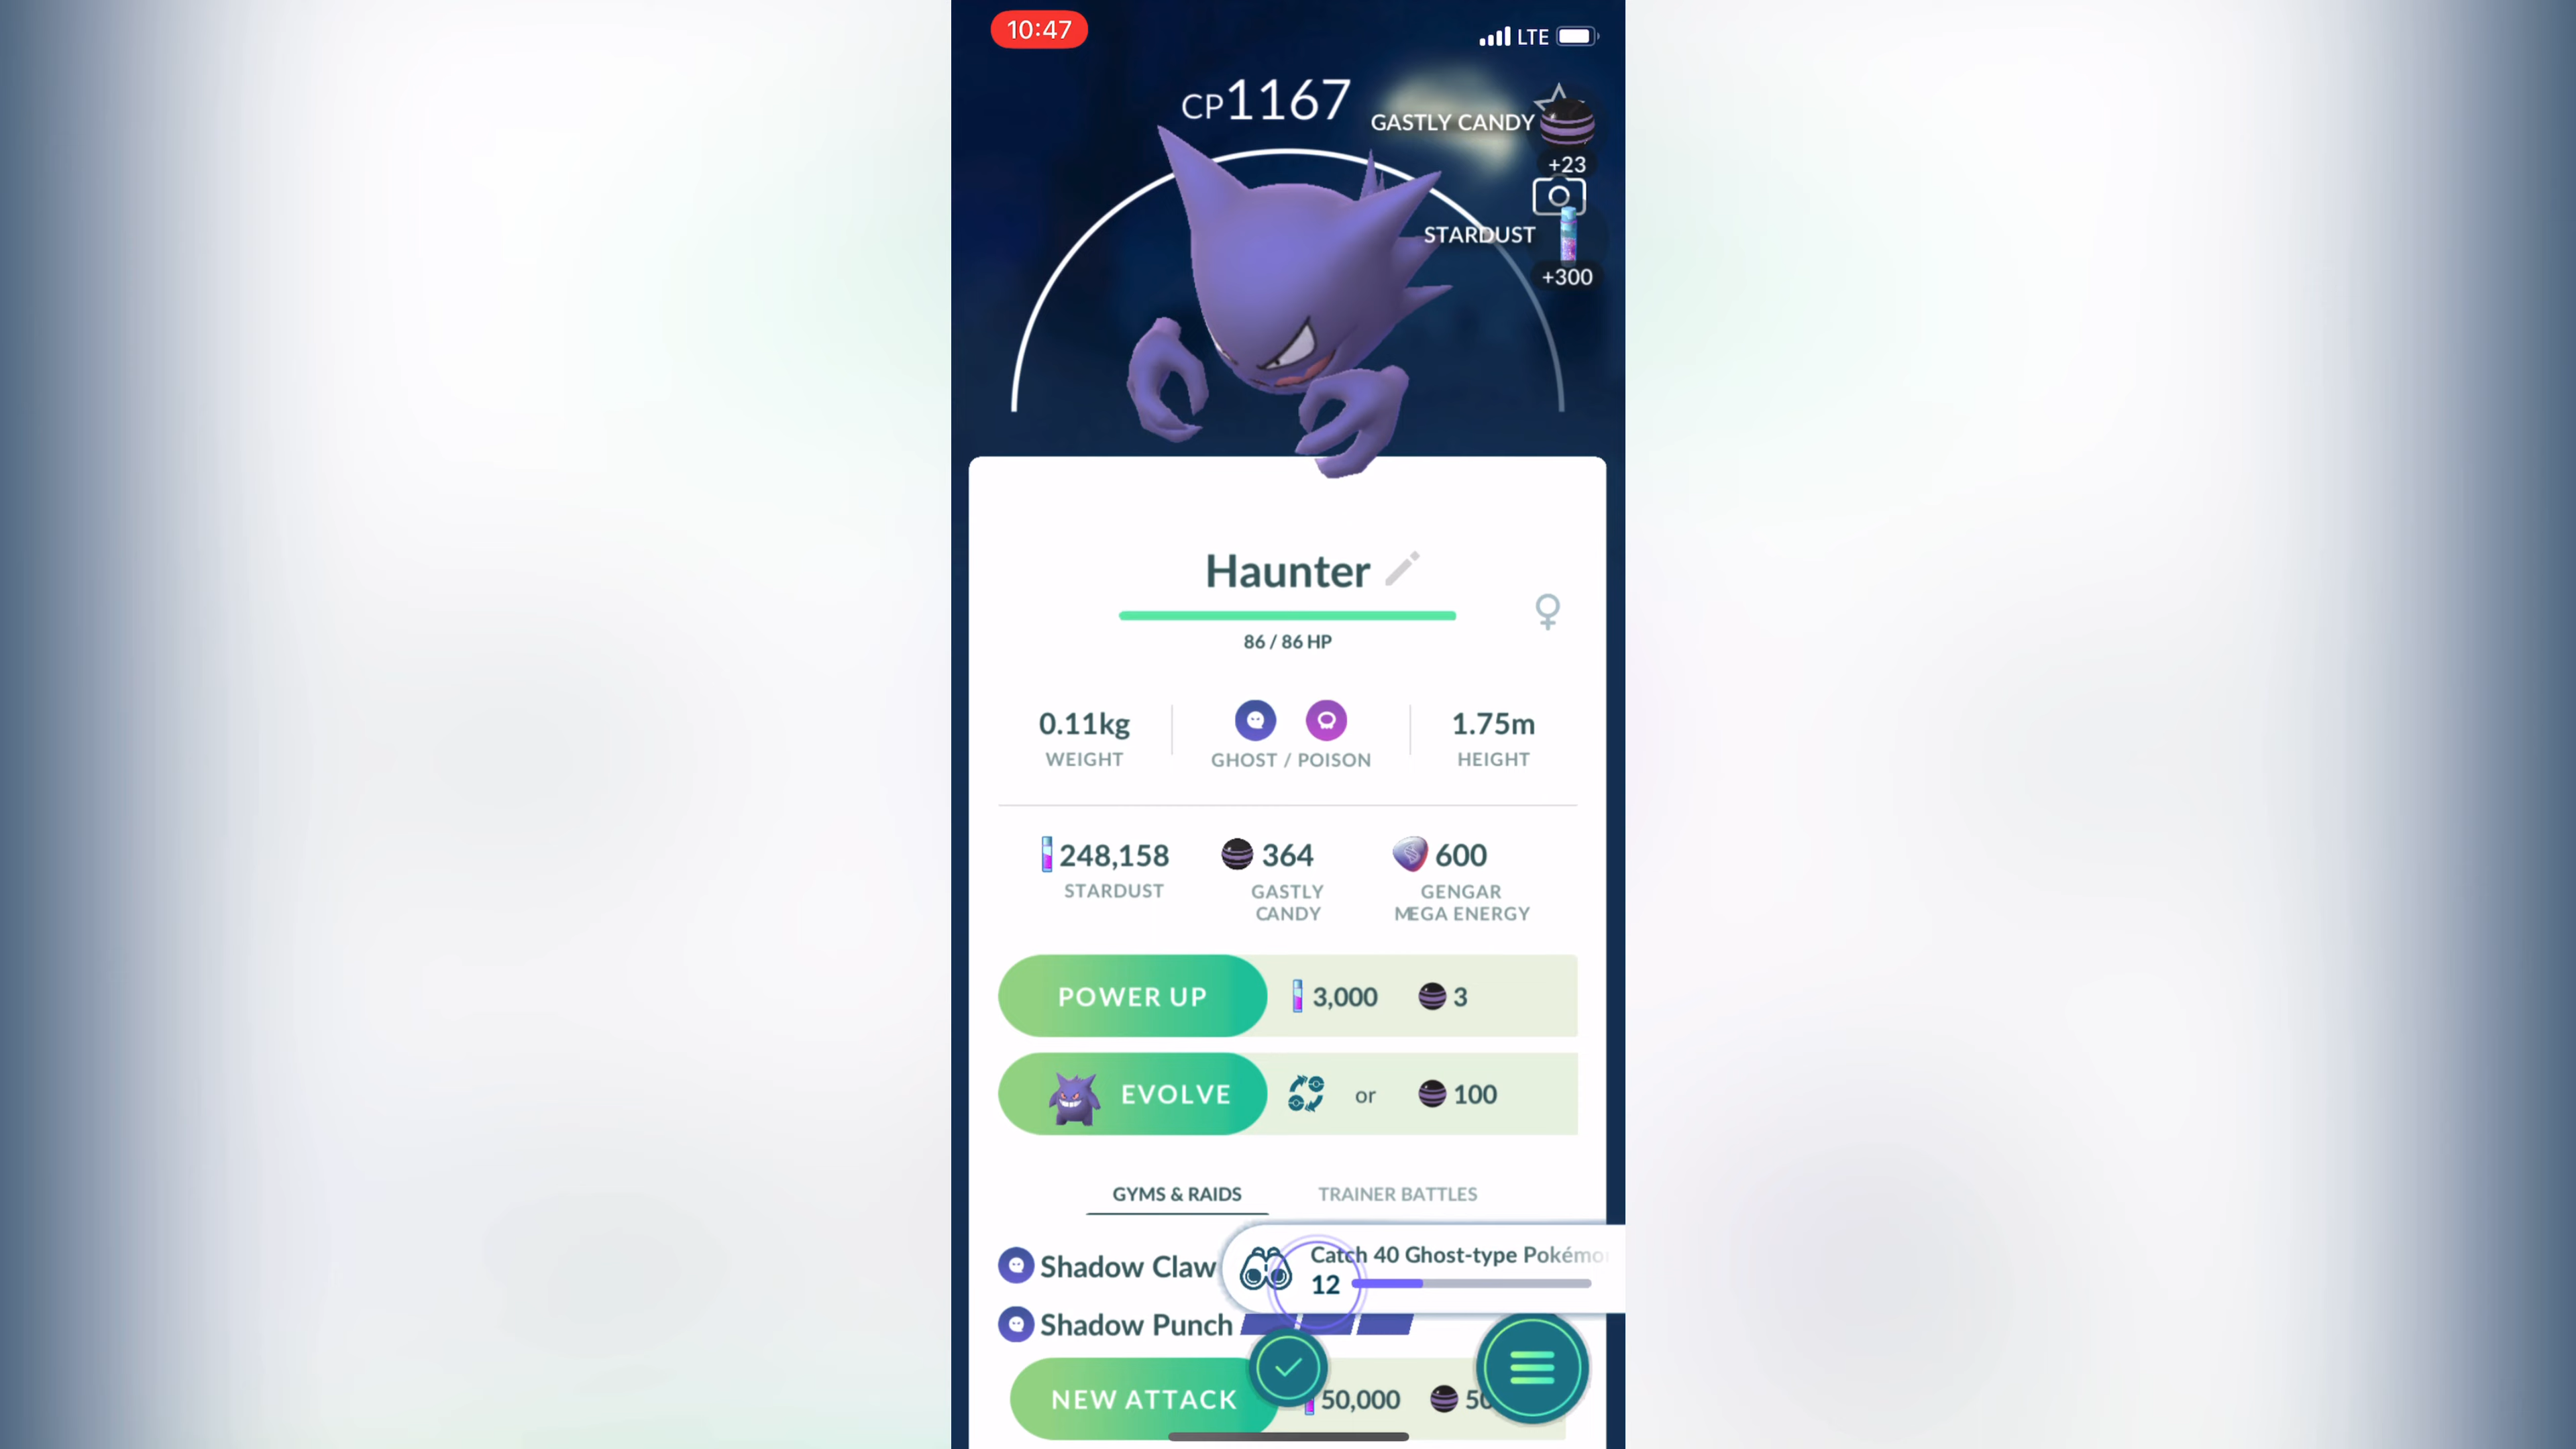 10:47
LTE
CP1167
GASTLY CANDY
+23
STARDUST
+300
Haunter
86 / 86 HP
0.11kg
WEIGHT
GHOST / POISON
1.75m
HEIGHT
248,158
STARDUST
364
GASTLY
CANDY
600
GENGAR
MEGA ENERGY
POWER UP
3,000
3
EVOLVE
or
100
GYMS & RAIDS
TRAINER BATTLES
Shadow Claw
Catch 40 Ghost-type Pokémo
12
Shadow Punch
NEW ATTACK
50,000